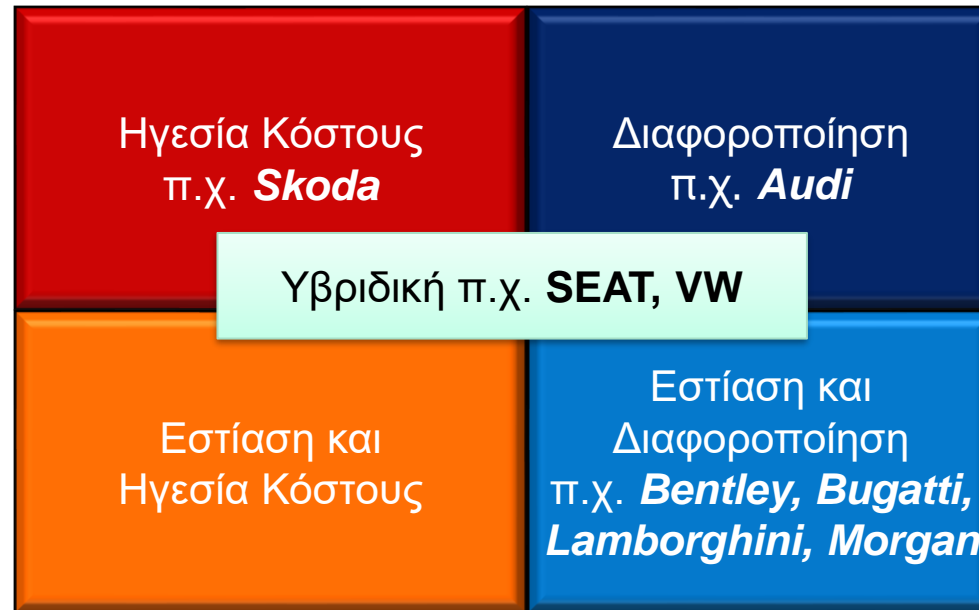 Ηγεσία Κόστους
π.χ. Skoda
Διαφοροποίηση
π.χ. Audi
Υβριδική π.χ. SEAT, VW
Εστίαση και
Ηγεσία Κόστους
Εστίαση και
Διαφοροποίηση
π.χ. Bentley, Bugatti,
Lamborghini, Morgan